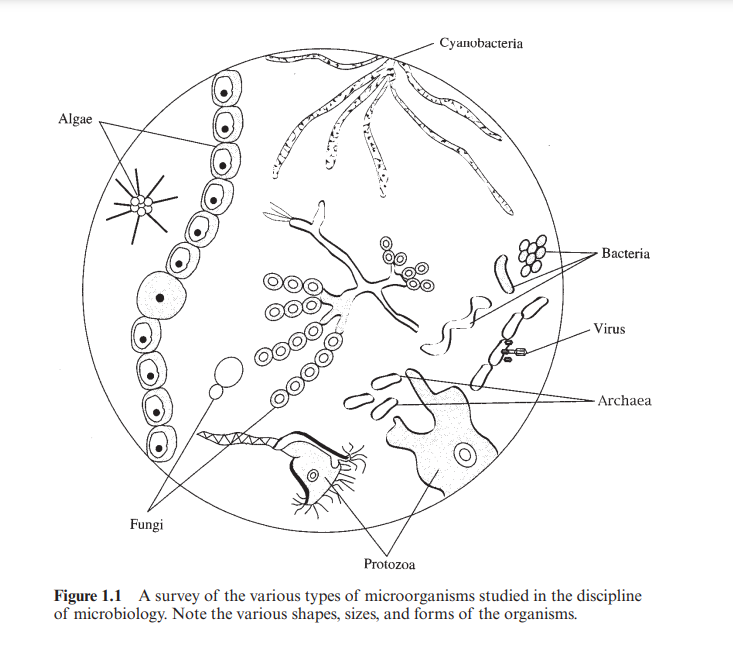 Cyanobacteria
Algae
Bacteria
Virus
Archaea
Fungi
Protozoa
Figure 1.1 A survey of the various types of microorganisms studied in the discipline
of microbiology. Note the various shapes, sizes, and forms of the organisms.